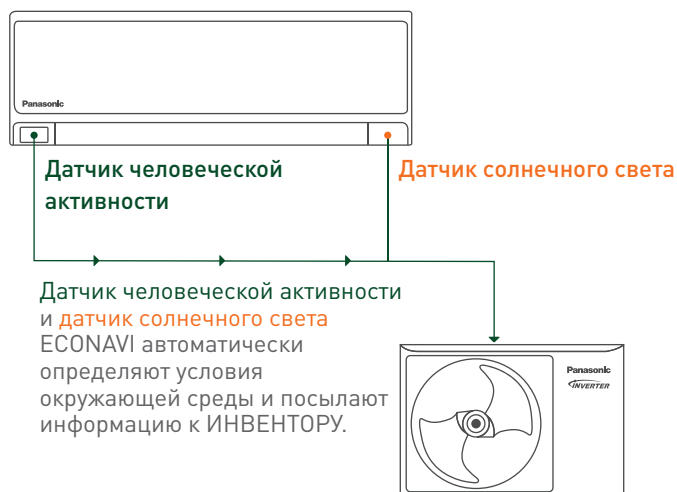 Panasonic
Датчик человеческой
активности
Датчик солнечного света
Датчик человеческой активности
и датчик солнечного света
ECONAVI автоматически
определяют условия
окружающей среды и посылают
информацию к ИНВЕНТОРУ.
Panasonic
INVERTER